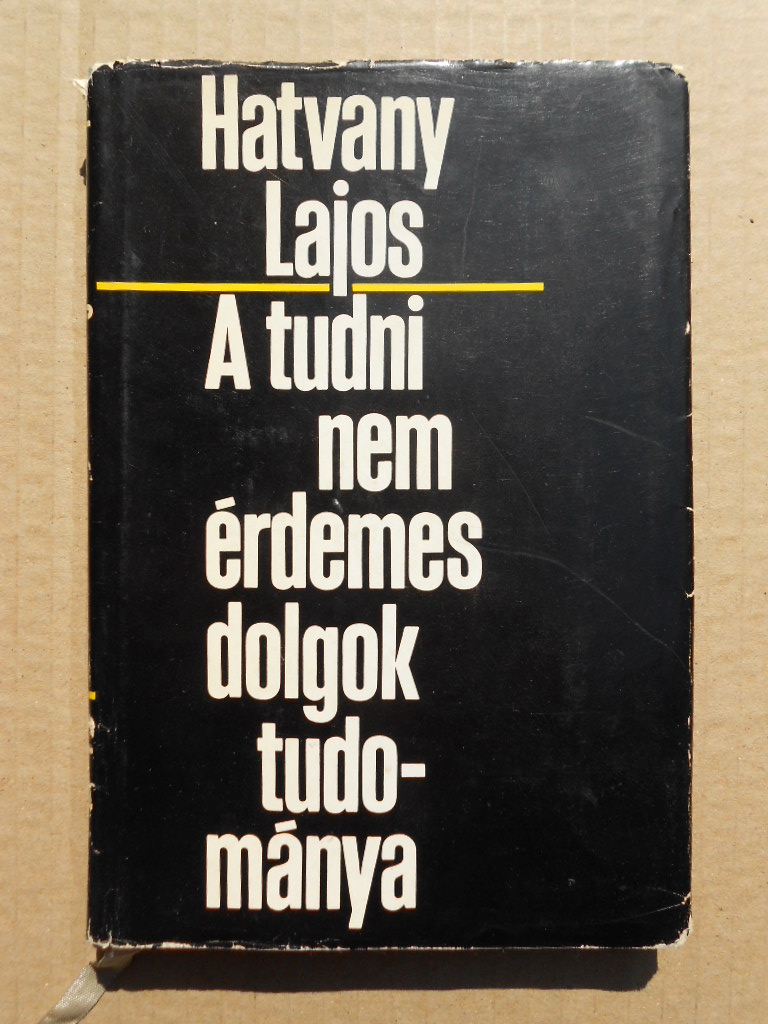 Hatvany
Lajos
A tudni
nem
érdemes
dolgok
tudo-
mánya